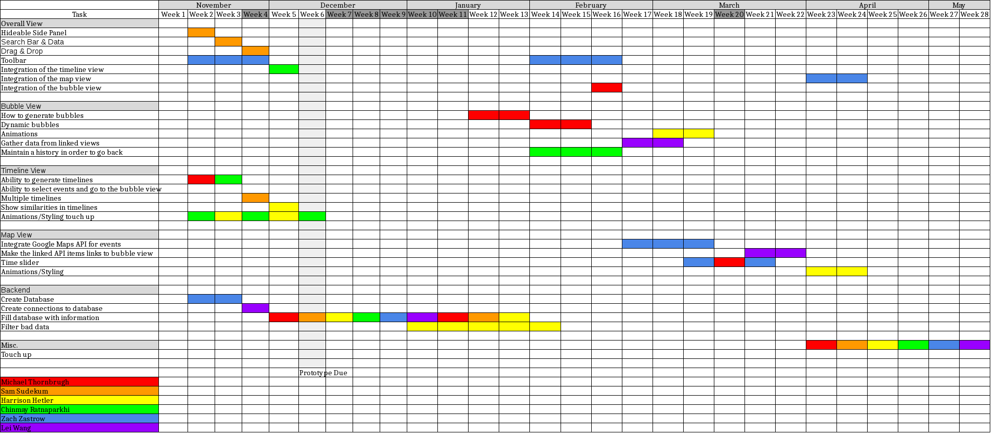 November December January February March April May
Task Week 1 Week 2 Week 3 Week 4 Week 5 Week 6 Week 7 Week 8 Week 9 Week 10 Week 11 Week 12 Week 13 Week 14 Week 15 Week 16 Week 17 Week 18 Week 19 Week 20 Week 21 Week 22 Week 23 Week 24 Week 25 Week 26 Week 27 Week 28
Overall View
Hideable Side Panel
Search Bar & Data
Drag & Drop
Toolbar
Integration of the timeline view
Integration of the map view
Integration of the bubble view
Bubble View
How to generate bubbles
Dynamic bubbles
Animations
Gather data from linked views
Maintain a history in order to go back
Timeline View
Ability to generate timelines
Ability to select events and go to the bubble view
Multiple timelines
Show similarities in timelines
Animations/Styling touch up
Map View
Integrate Google Maps API for events
Make the linked API items links to bubble view
Time slider
Animations/Styling
Backend
Create Database
Create connections to database
Fill database with information
Filter bad data
Misc.
Touch up
Prototype Due
Michael Thornbrugh
Sam Sudekum
Harrison Hetler
Chinmay Ratnaparkhi
Zach Zastrow
Lei Wang